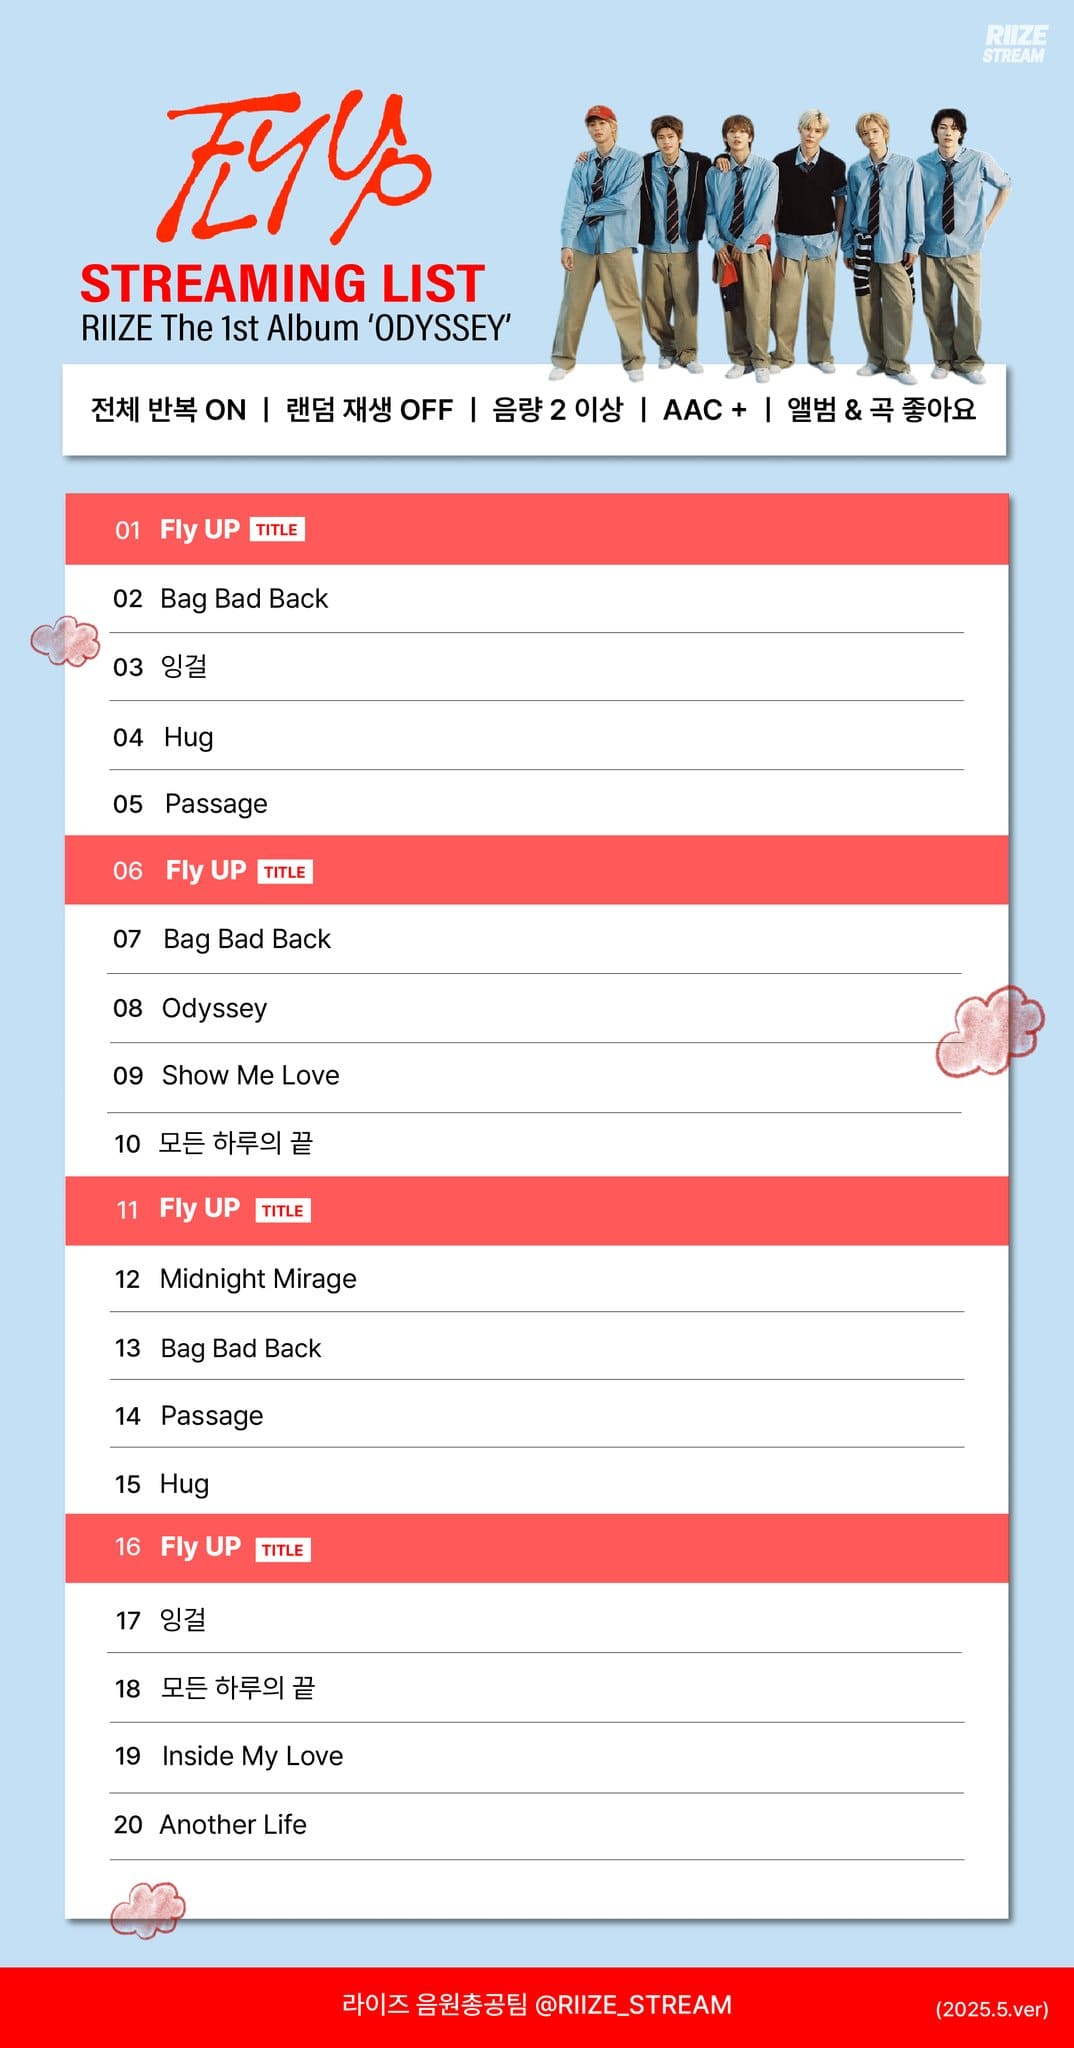 RIIZE
STREAM
FLY UP
STREAMING LIST
RIIZE The 1st Album ‘ODYSSEY’
전체 반복 ON | 랜덤 재생 OFF | 음량 2 이상 | AAC + | 앨범 & 곡 좋아요
01 Fly UP TITLE
02 Bag Bad Back
03 잉걸
04 Hug
05 Passage
06 Fly UP TITLE
07 Bag Bad Back
08 Odyssey
09 Show Me Love
10 모든 하루의 끝
11 Fly UP TITLE
12 Midnight Mirage
13 Bag Bad Back
14 Passage
15 Hug
16 Fly UP TITLE
17 잉걸
18 모든 하루의 끝
19 Inside My Love
20 Another Life
라이즈 음원총공팀 @RIIZE_STREAM
(2025.5.ver)